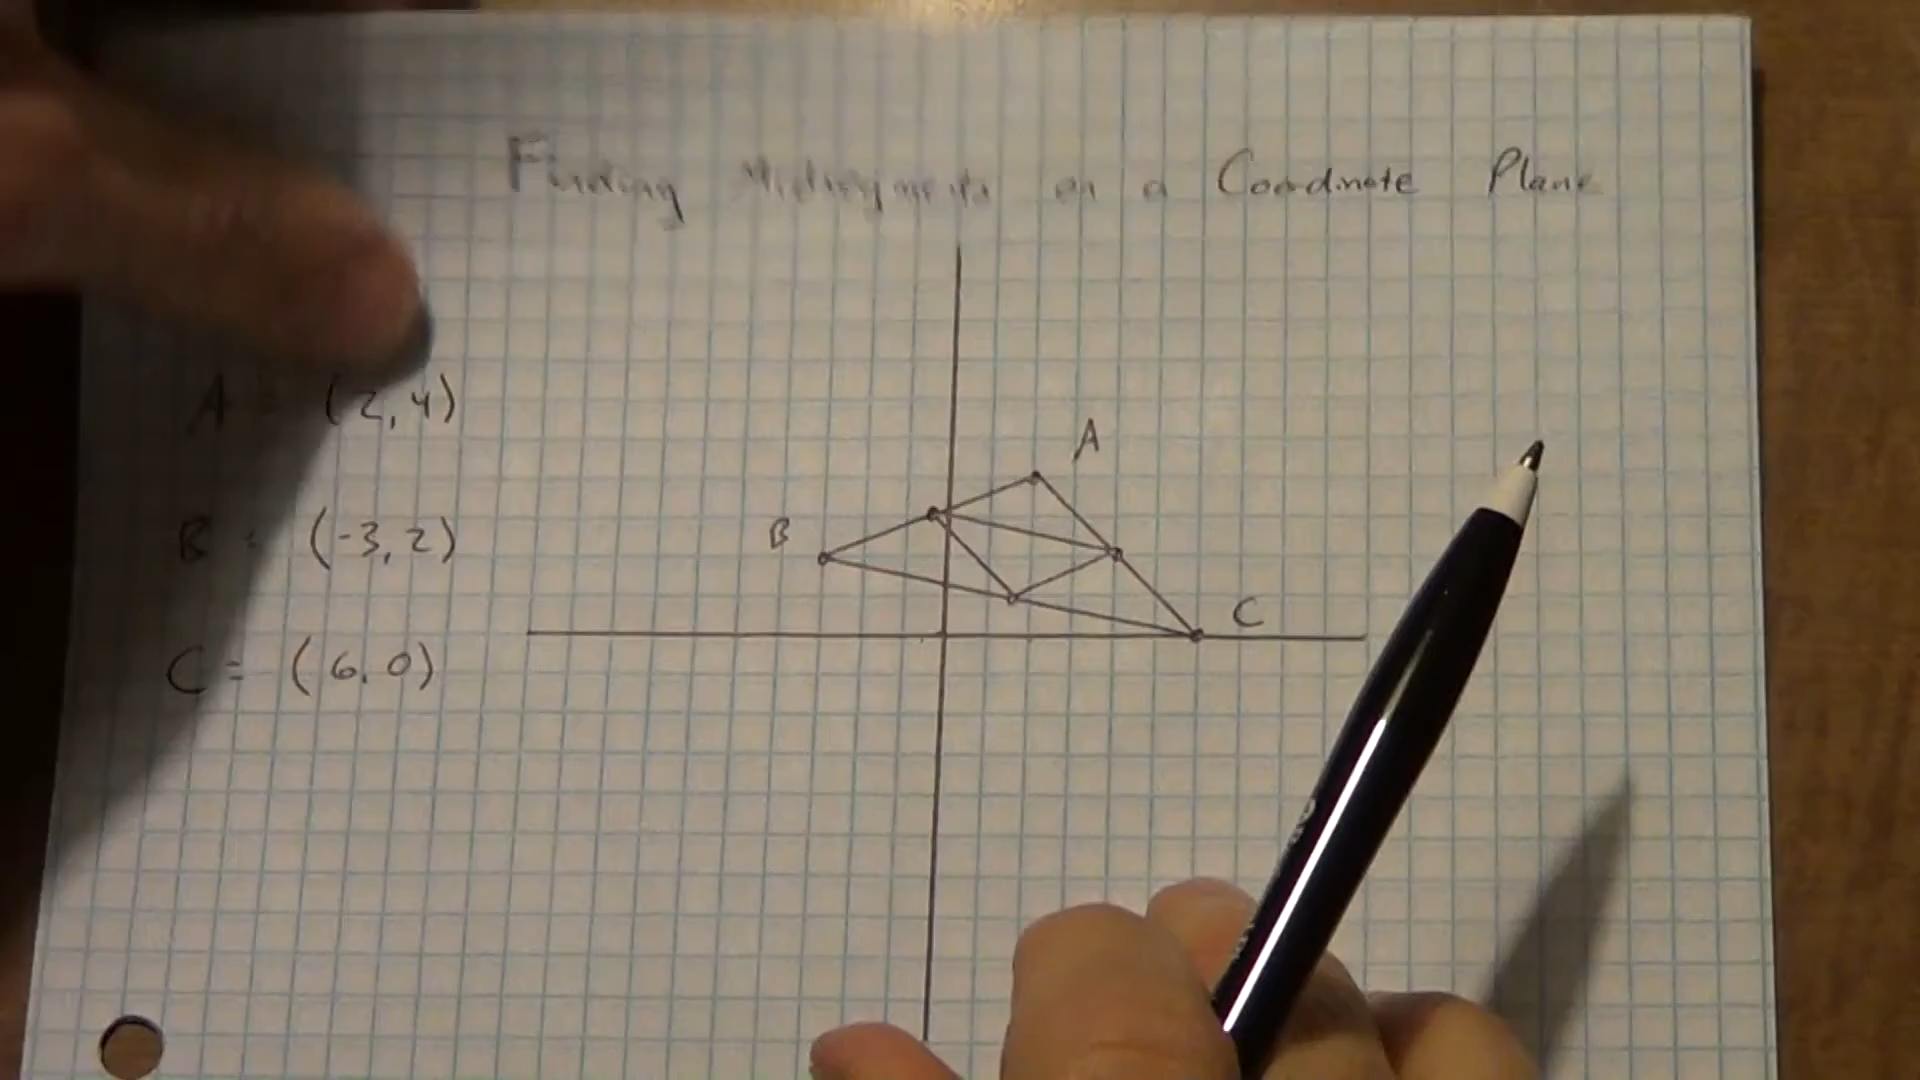 Finding Midsegments on a Coordinate Plane
A = (2,4)
A
B = (-3,2)
B
C = (6,0)
C